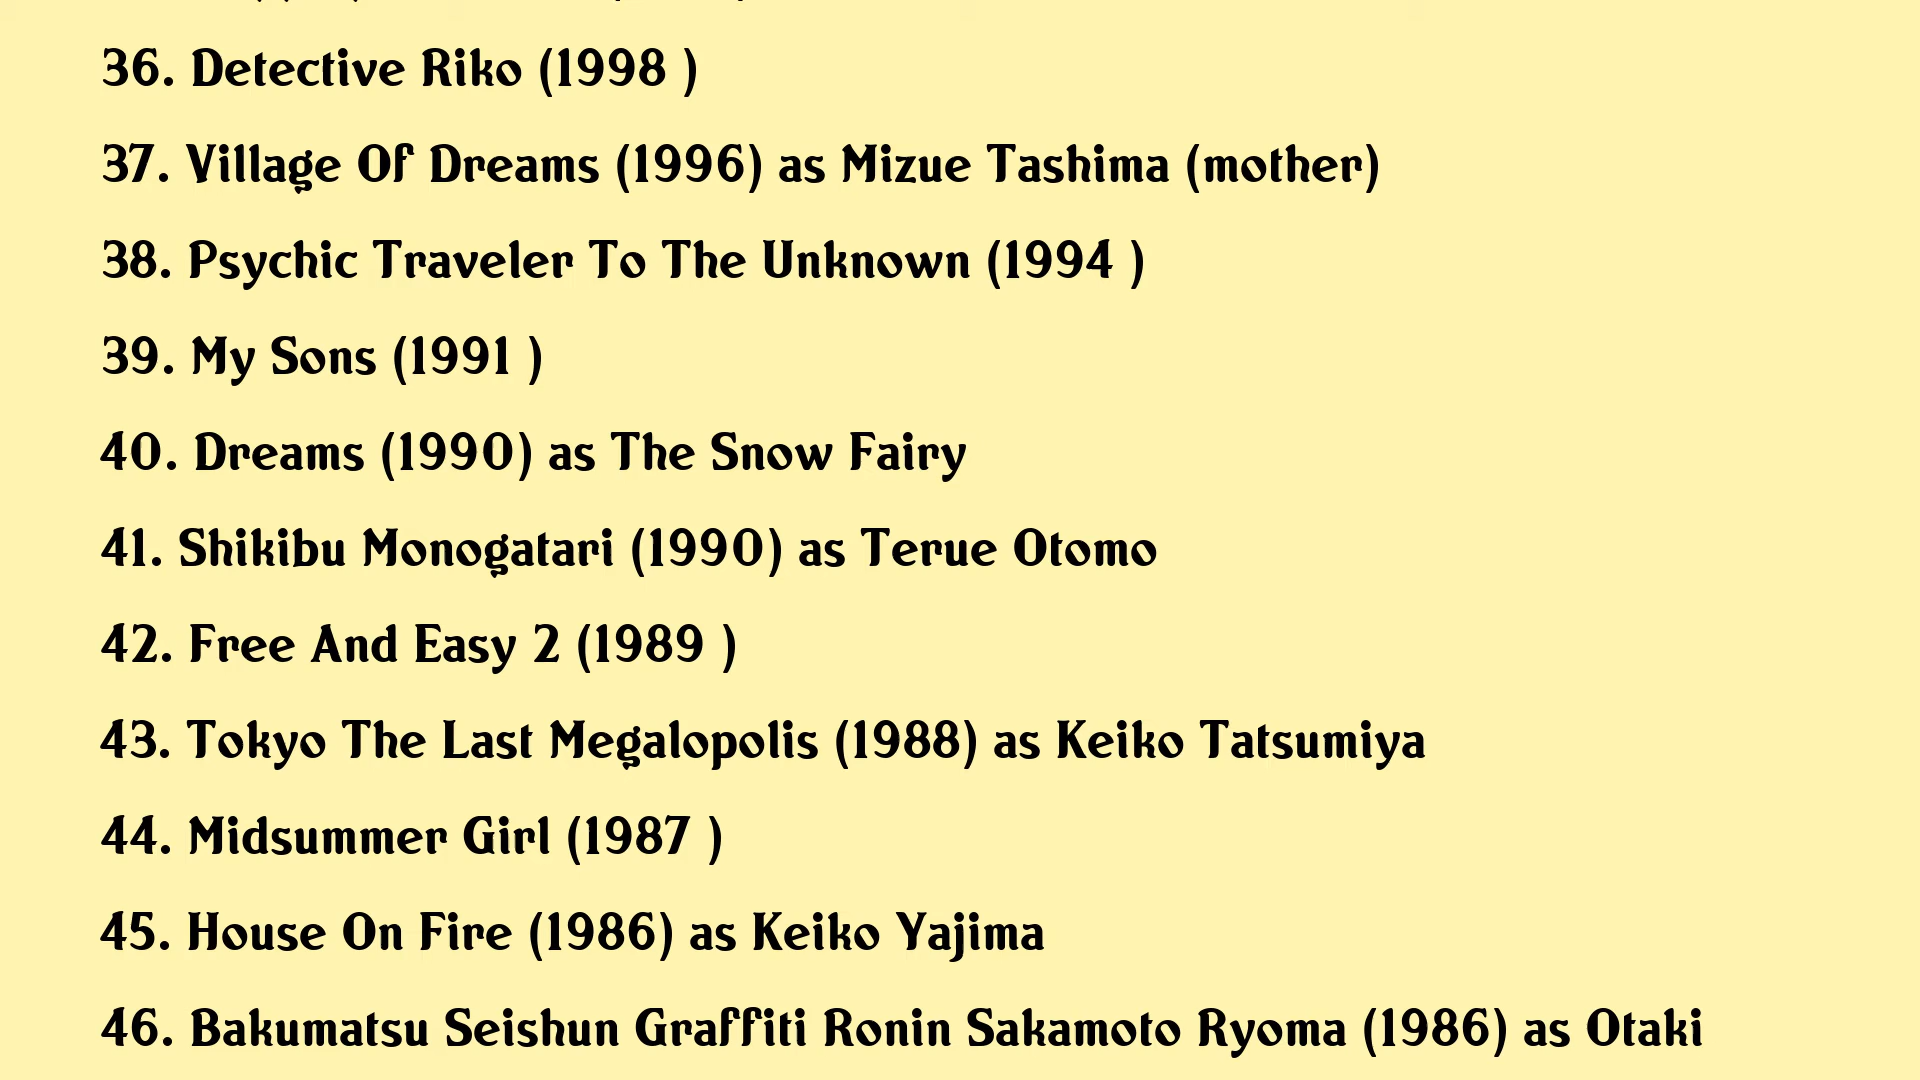 36. Detective Riko (1998 )
37. Village Of Dreams (1996) as Mizue Tashima (mother)
38. Psychic Traveler To The Unknown (1994 )
39. My Sons (1991 )
40. Dreams (1990) as The Snow Fairy
41. Shikibu Monogatari (1990) as Terue Otomo
42. Free And Easy 2 (1989 )
43. Tokyo The Last Megalopolis (1988) as Keiko Tatsumiya
44. Midsummer Girl (1987 )
45. House On Fire (1986) as Keiko Yajima
46. Bakumatsu Seishun Graffiti Ronin Sakamoto Ryoma (1986) as Otaki